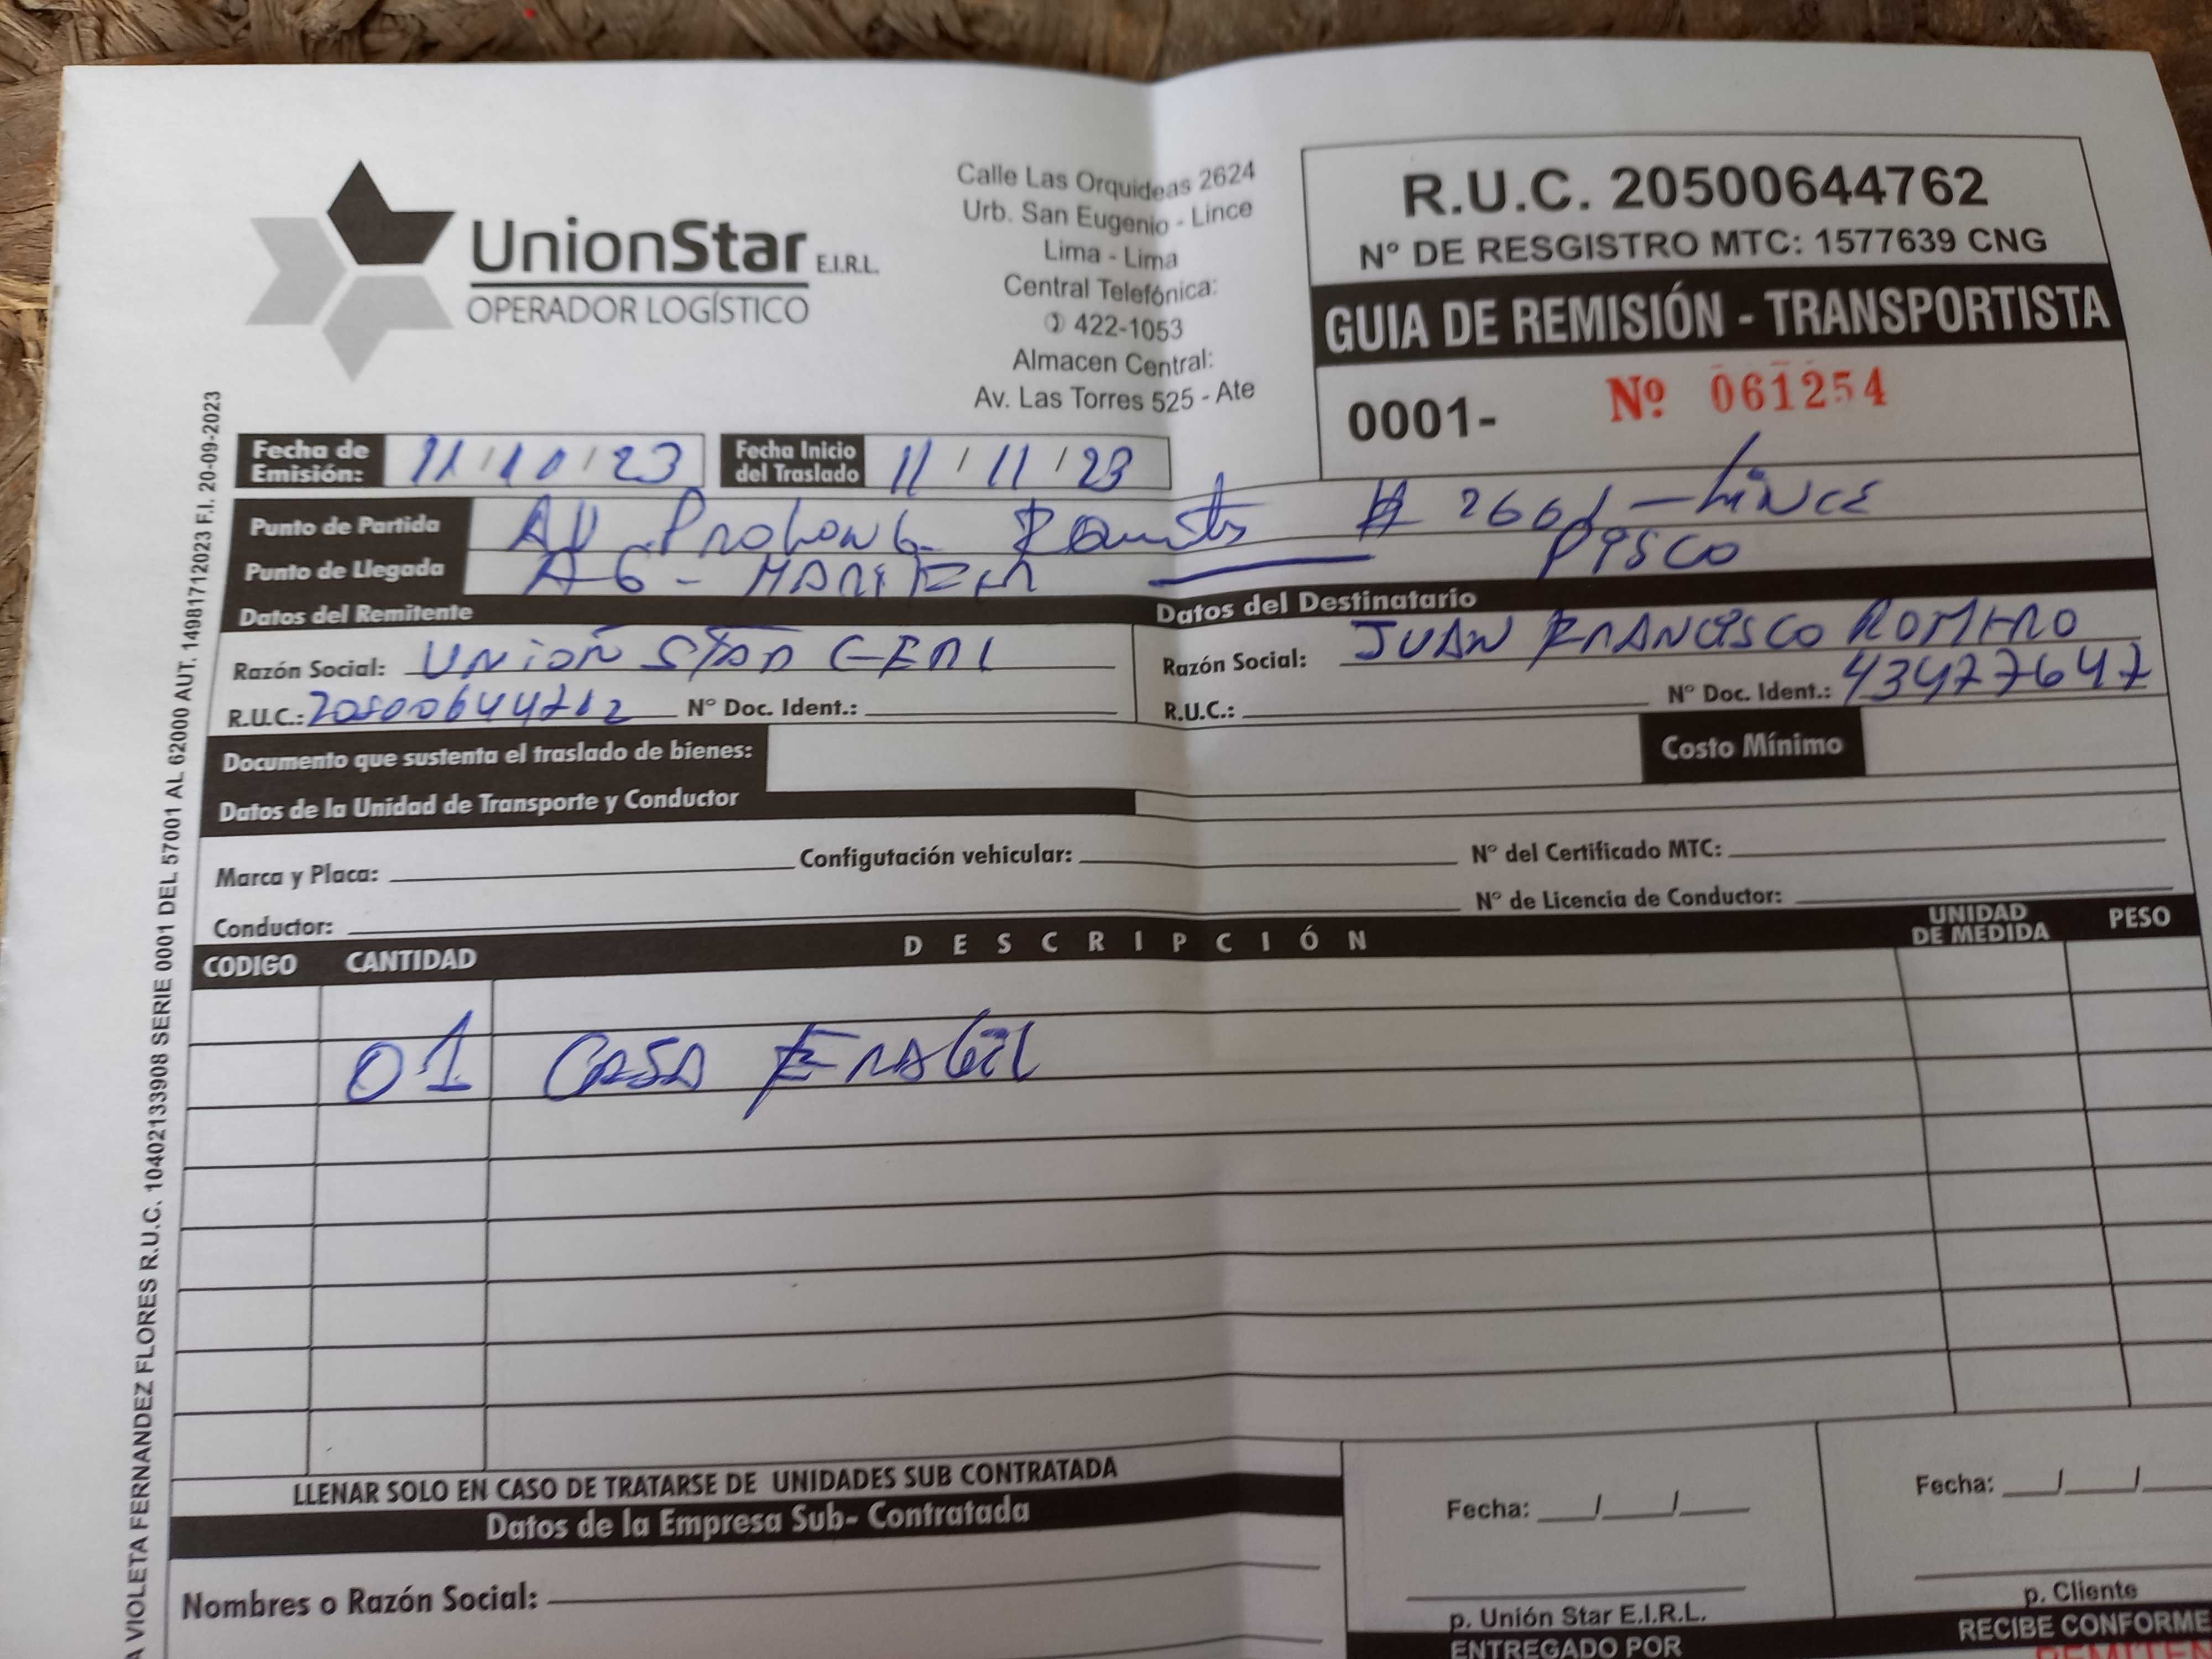 UnionStar E.I.R.L.
OPERADOR LOGÍSTICO
Calle Las Orquideas 2624
Urb. San Eugenio - Lince
Lima - Lima
Central Telefónica:
422-1053
Almacen Central:
Av. Las Torres 525 - Ate
R.U.C. 20500644762
N° DE RESGISTRO MTC: 1577639 CNG
GUIA DE REMISIÓN - TRANSPORTISTA
0001- Nº 061254
Fecha de Emisión: 11/10/23 Fecha Inicio del Traslado 11/11/23
Punto de Partida AV Prolong # 2661 - Lince
Punto de Llegada AG - PISCO
Datos del Remitente Datos del Destinatario
Razón Social: UNION STAR Razón Social: JUAN FRANCISCO ROMERO
R.U.C.: N° Doc. Ident.: R.U.C.: N° Doc. Ident.: 43477647
Documento que sustenta el traslado de bienes: Costo Mínimo
Datos de la Unidad de Transporte y Conductor
Marca y Placa: Configutación vehicular: N° del Certificado MTC:
Conductor: N° de Licencia de Conductor:
CODIGO CANTIDAD DESCRIPCIÓN UNIDAD DE MEDIDA PESO
01
LLENAR SOLO EN CASO DE TRATARSE DE UNIDADES SUB CONTRATADA
Datos de la Empresa Sub- Contratada
Nombres o Razón Social:
Fecha: / /
p. Unión Star E.I.R.L.
ENTREGADO POR
Fecha: / /
p. Cliente
RECIBE CONFORME
A VIOLETA FERNANDEZ FLORES R.U.C. 10402133908 SERIE 0001 DEL 57001 AL 62000 AUT. 14981712023 F.I. 20-09-2023